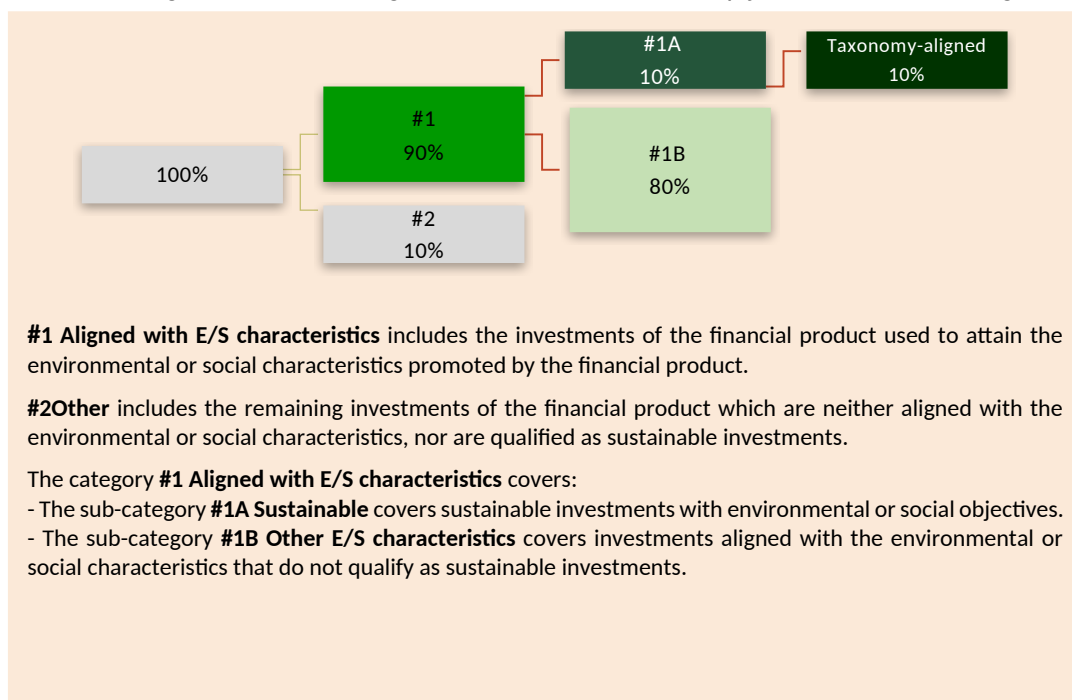 #1A
10%
Taxonomy-aligned
10%
#1
90%
100%
#1B
80%
#2
10%
#1 Aligned with E/S characteristics includes the investments of the financial product used to attain the
environmental or social characteristics promoted by the financial product.
#2Other includes the remaining investments of the financial product which are neither aligned with the
environmental or social characteristics, nor are qualified as sustainable investments.
The category #1 Aligned with E/S characteristics covers:
- The sub-category #1A Sustainable covers sustainable investments with environmental or social objectives.
- The sub-category #1B Other E/S characteristics covers investments aligned with the environmental or
social characteristics that do not qualify as sustainable investments.